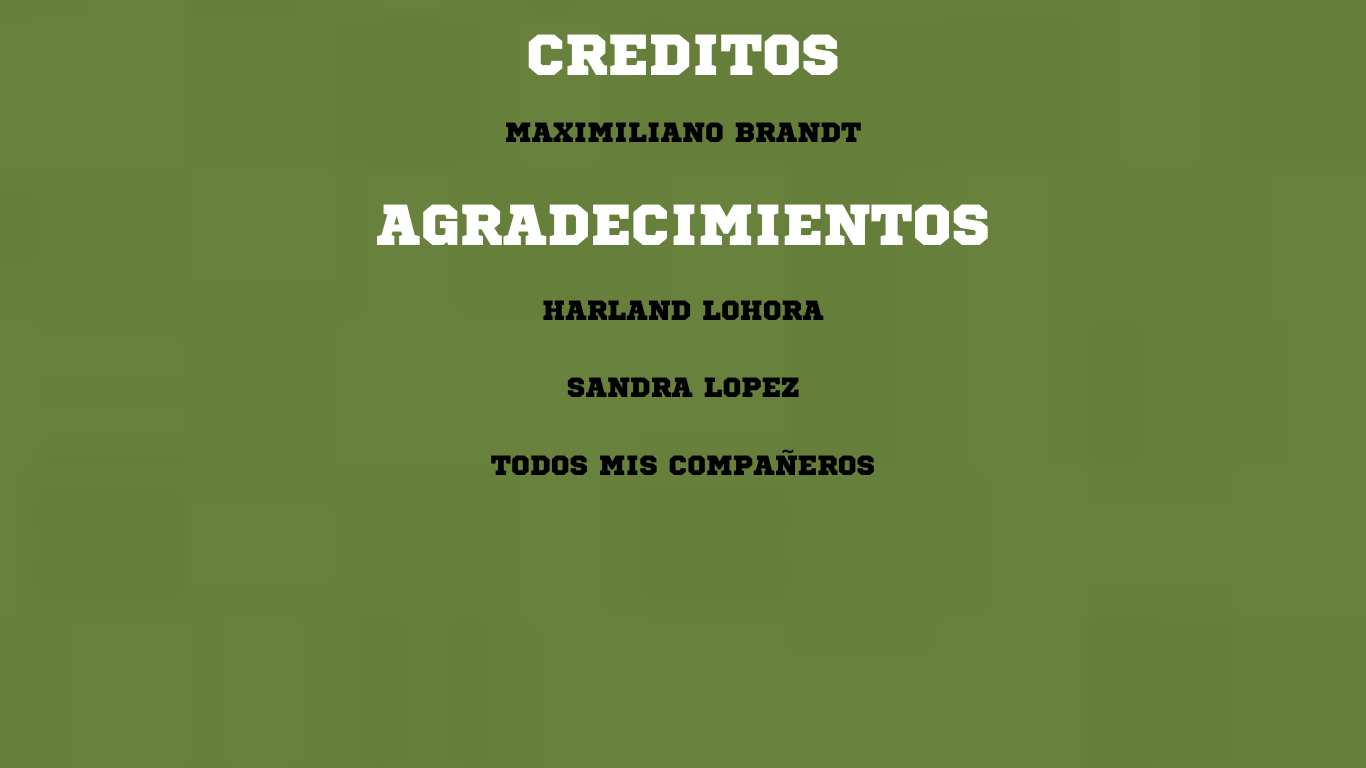 CREDITOS
MAXIMILIANO BRANDT
AGRADECIMIENTOS
HARLAND LOHORA
SANDRA LOPEZ
TODOS MIS COMPAÑEROS